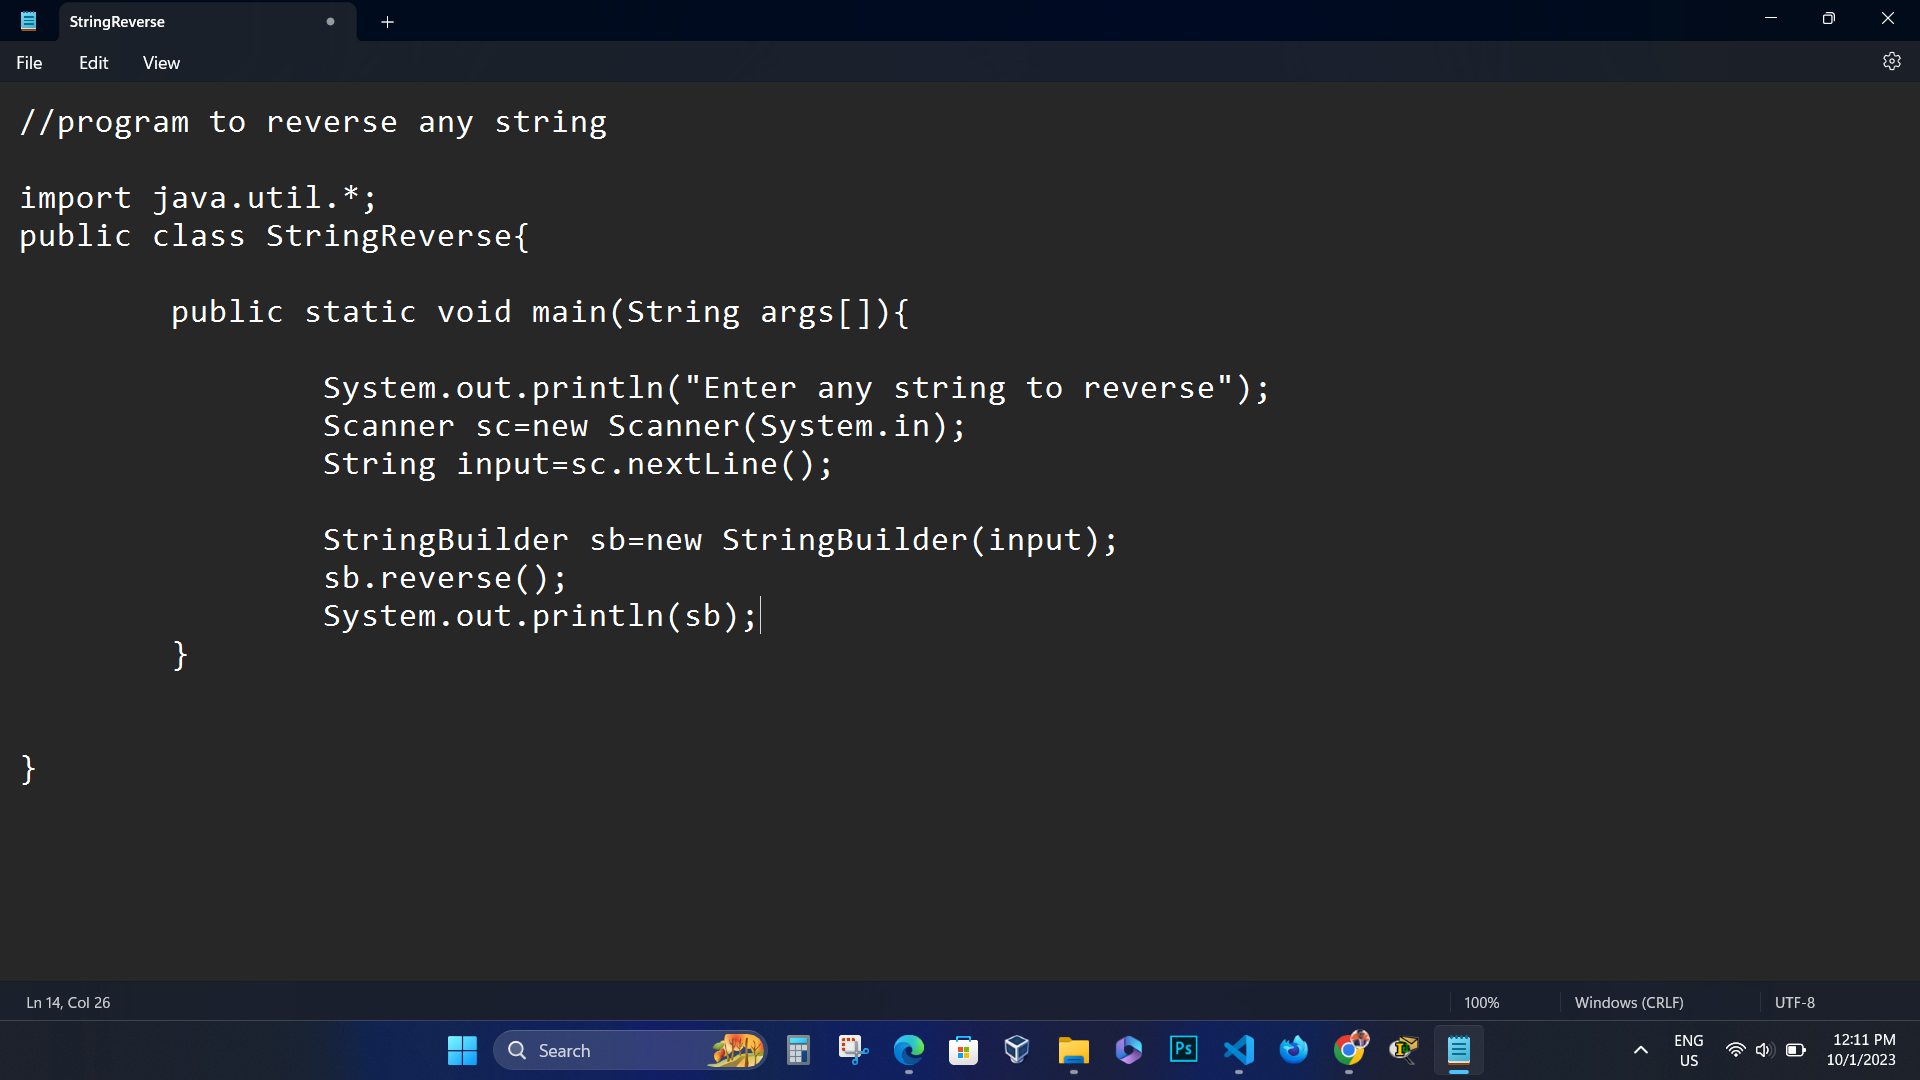 StringReverse
File Edit View
//program to reverse any string
import java.util.*;
public class StringReverse{
public static void main(String args[]){
System.out.println("Enter any string to reverse");
Scanner sc=new Scanner(System.in);
String input=sc.nextLine();
StringBuilder sb=new StringBuilder(input);
sb.reverse();
System.out.println(sb);
}
}
Ln 14, Col 26 100% Windows (CRLF) UTF-8
Search Ps ENG 12:11 PM
US 10/1/2023